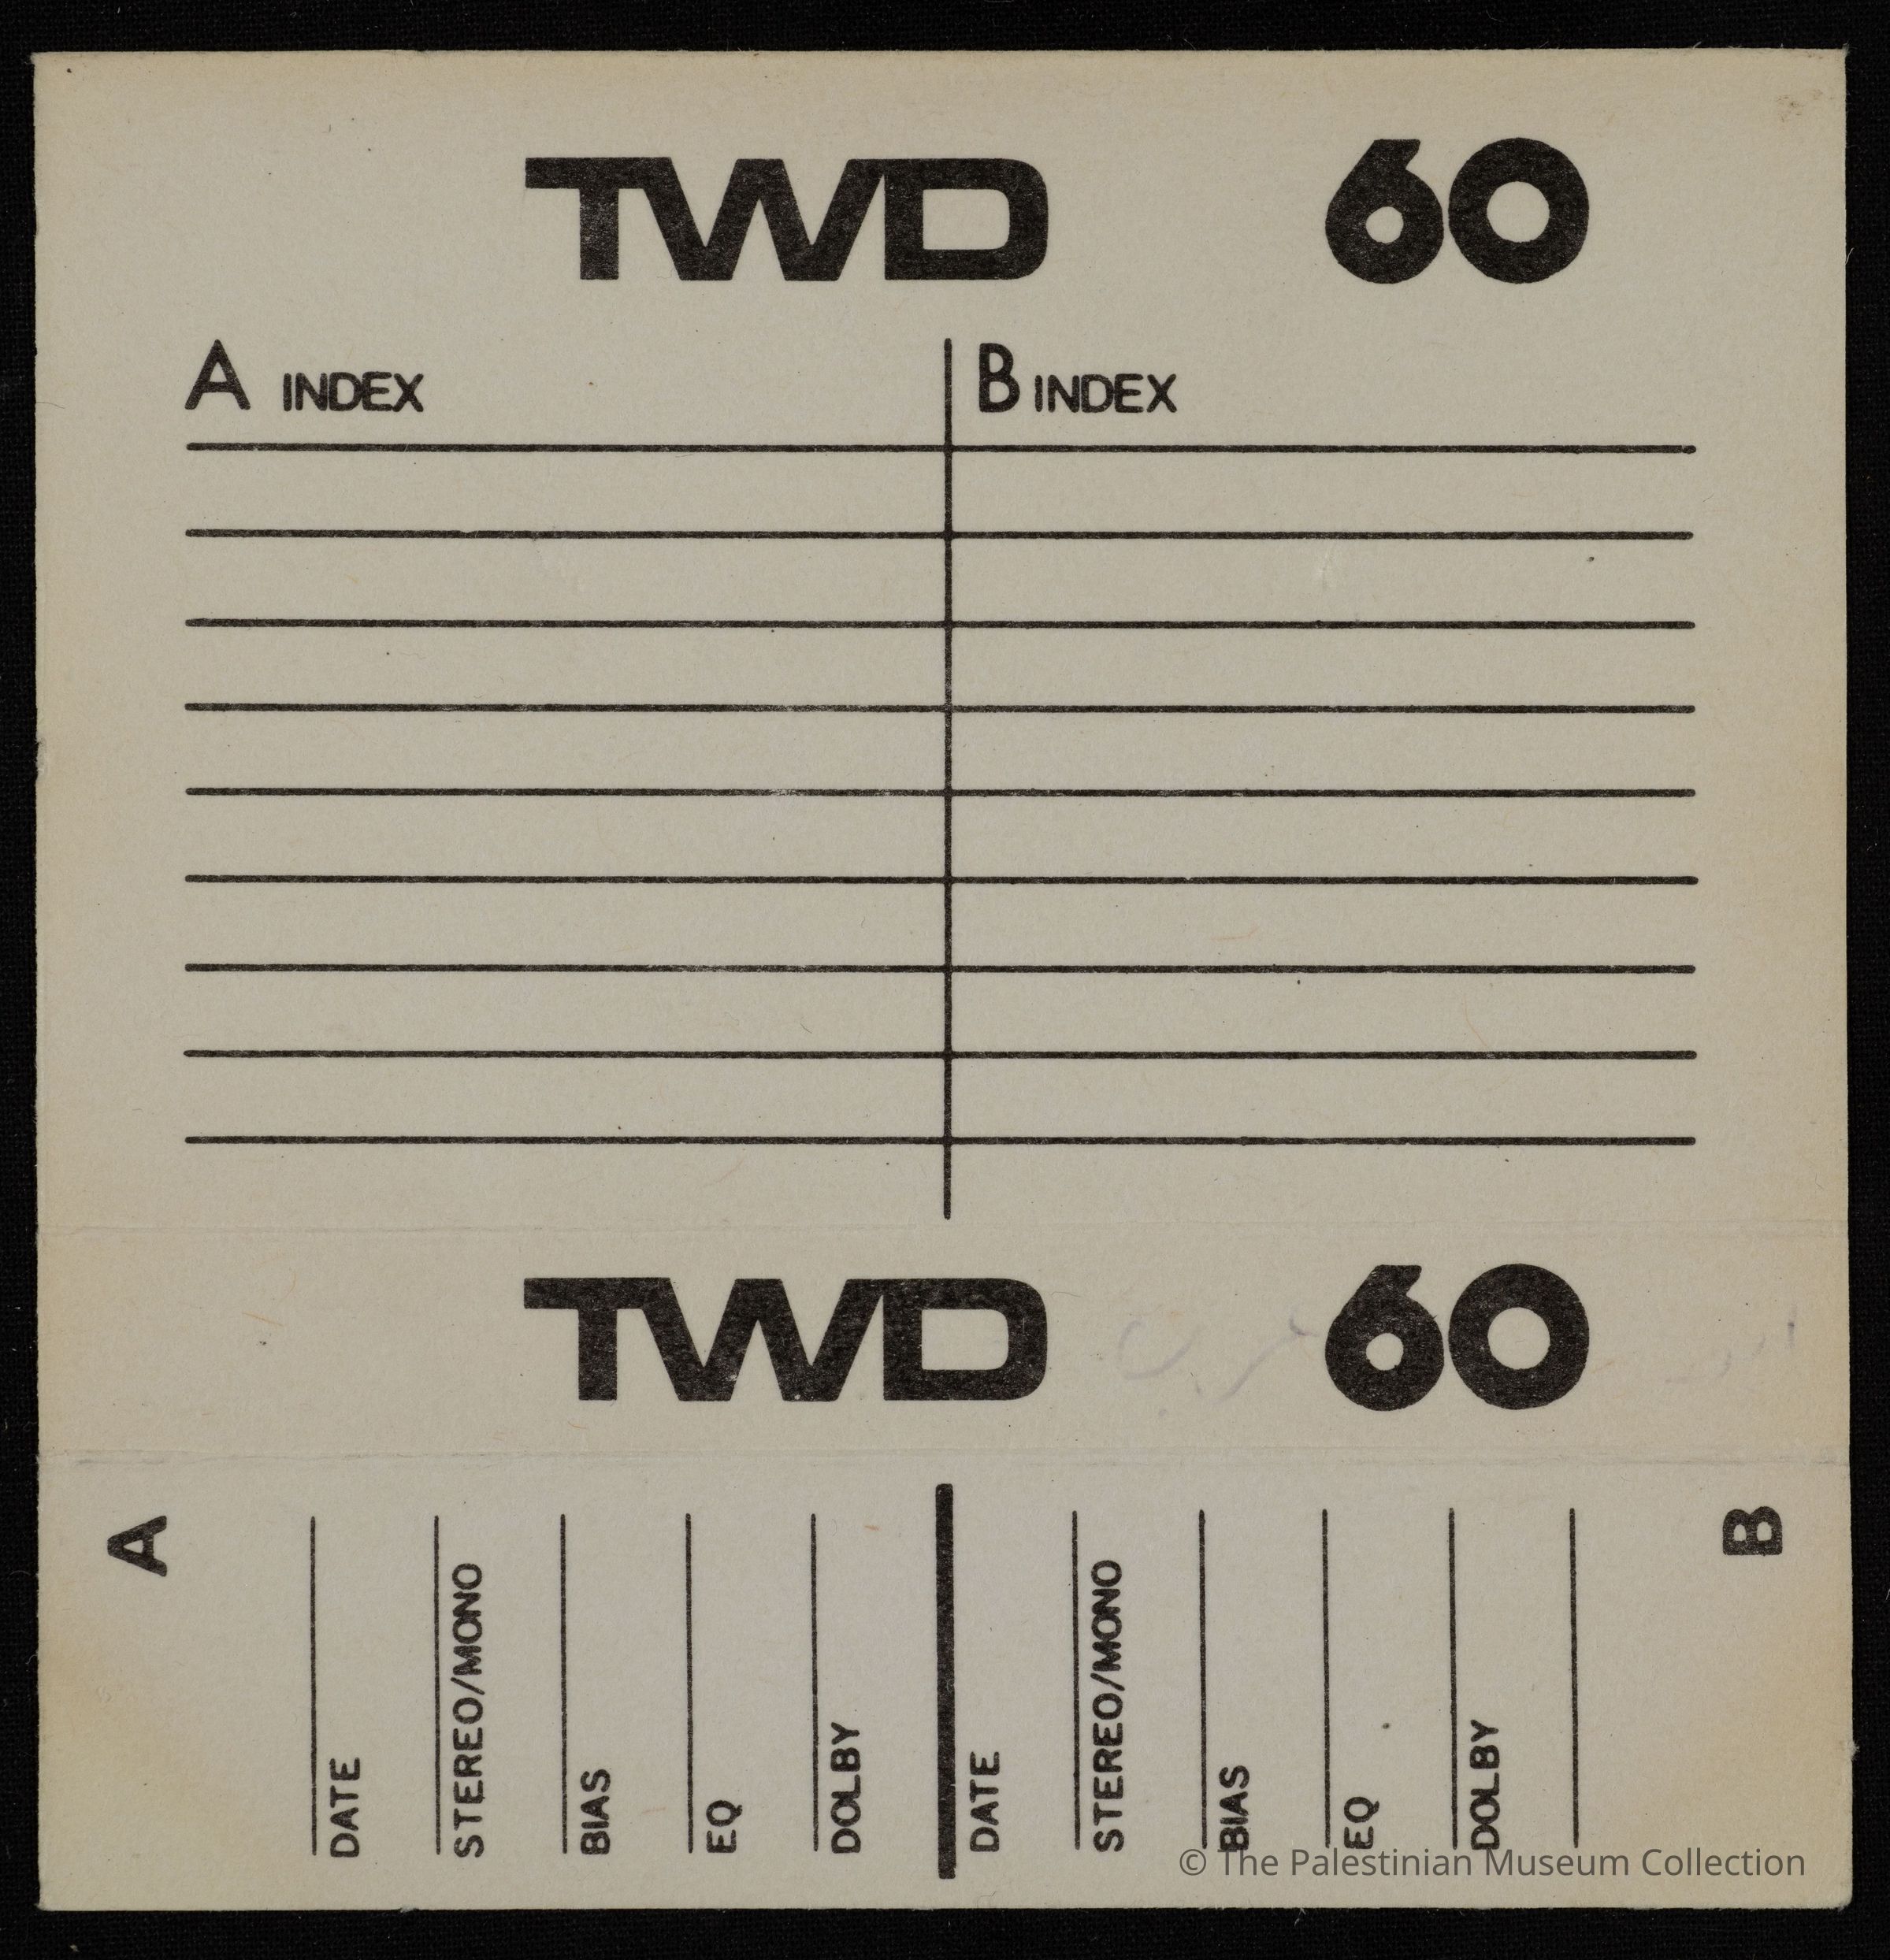 TWD 60
A INDEX
B INDEX
TWD 60
A
DATE
STEREO/MONO
BIAS
EQ
DOLBY
DATE
STEREO/MONO
BIAS
EQ
DOLBY
B
© The Palestinian Museum Collection